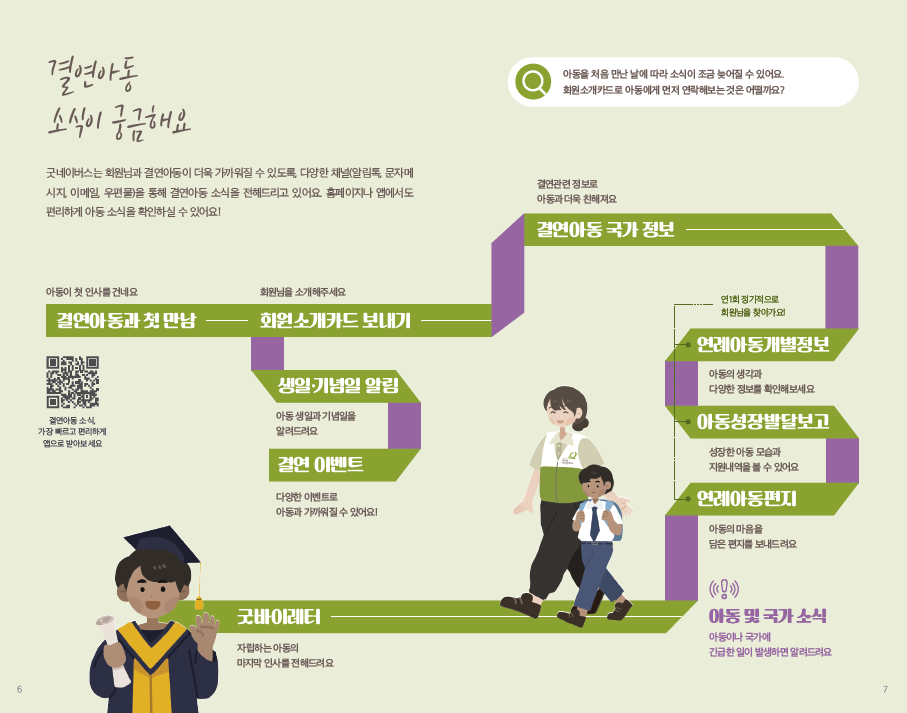 결연아동
소식이 궁금해요
굿네이버스는 회원님과 결연아동이 더욱 가까워질 수 있도록, 다양한 채널(알림톡, 문자메
시지, 이메일, 우편물)을 통해 결연아동 소식을 전해드리고 있어요. 홈페이지나 앱에서도
편리하게 아동 소식을 확인하실 수 있어요!
아동을 처음 만난 날에 따라 소식이 조금 늦어질 수 있어요.
회원소개카드로 아동에게 먼저 연락해보는 것은 어떨까요?
아동이 첫 인사를 건네요
결연아동과 첫 만남
결연아동 소식,
가장 빠르고 편리하게
앱으로 받아보세요
회원님을 소개해주세요
회원소개카드 보내기
생일·기념일 알림
아동 생일과 기념일을
알려드려요
결연 이벤트
다양한 이벤트로
아동과 가까워질 수 있어요!
결연관련 정보로
아동과 더욱 친해져요
결연아동 국가 정보
연1회 정기적으로
회원님을 찾아가요!
연례아동개별정보
아동의 생각과
다양한 정보를 확인해보세요
아동성장발달보고
성장한 아동 모습과
지원내역을 볼 수 있어요
연례아동편지
아동의 마음을
담은 편지를 보내드려요
아동 및 국가 소식
아동이나 국가에
긴급한 일이 발생하면 알려드려요
굿바이레터
자립하는 아동의
마지막 인사를 전해드려요
6
7